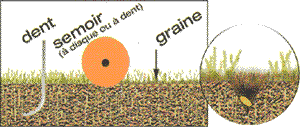 dent
semoir
(à disque ou à dent)
graine